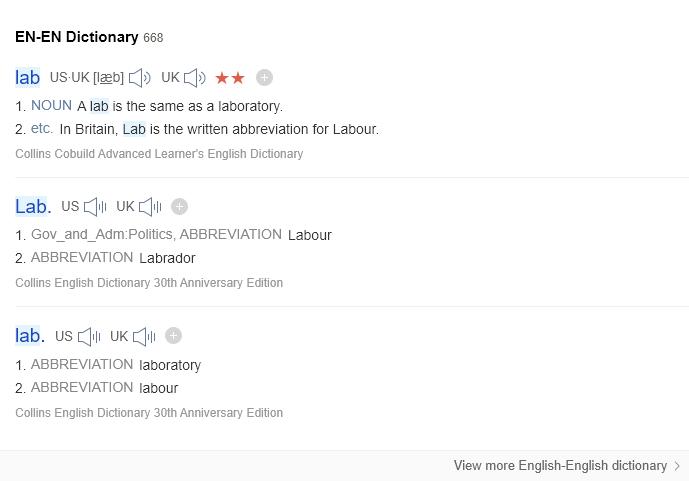 EN-EN Dictionary 668
lab US·UK [læb] UK ★★
1. NOUN A lab is the same as a laboratory.
2. etc. In Britain, Lab is the written abbreviation for Labour.
Collins Cobuild Advanced Learner's English Dictionary
Lab. US UK
1. Gov_and_Adm:Politics, ABBREVIATION Labour
2. ABBREVIATION Labrador
Collins English Dictionary 30th Anniversary Edition
lab. US UK
1. ABBREVIATION laboratory
2. ABBREVIATION labour
Collins English Dictionary 30th Anniversary Edition
View more English-English dictionary >